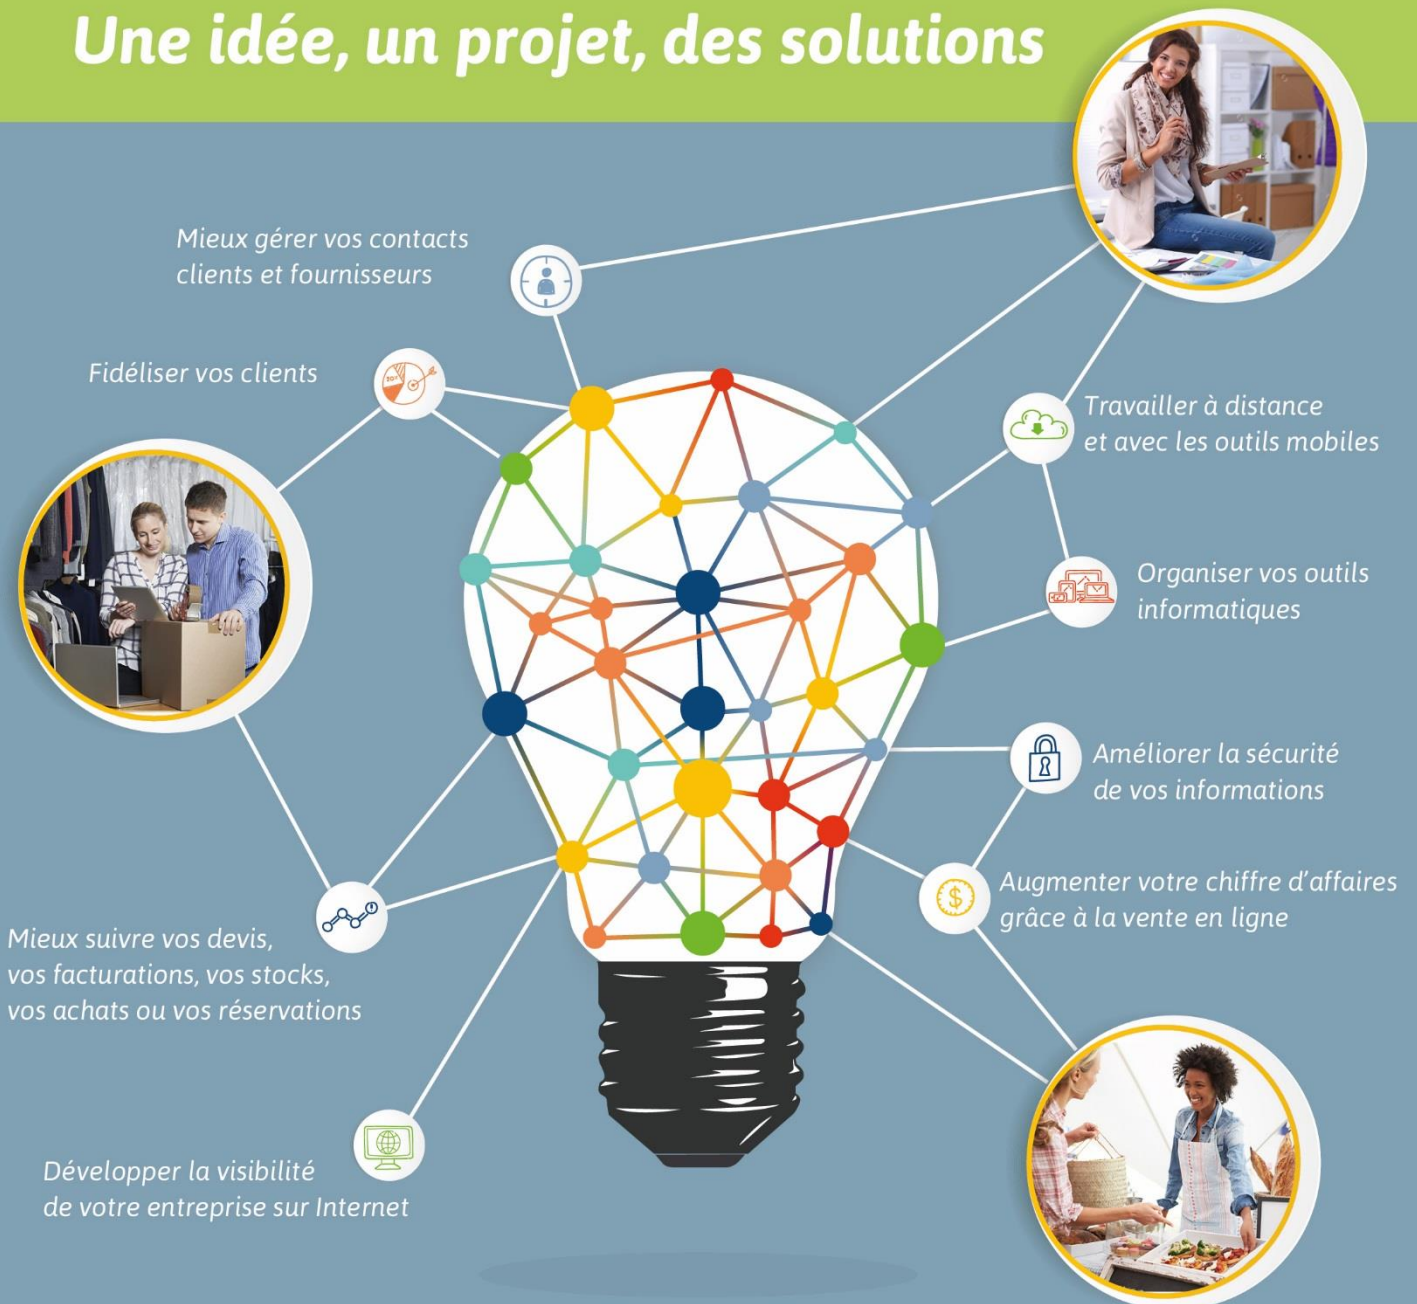 Une idée, un projet, des solutions
Mieux gérer vos contacts
clients et fournisseurs
Fidéliser vos clients
Travailler à distance
et avec les outils mobiles
Organiser vos outils
informatiques
Améliorer la sécurité
de vos informations
Augmenter votre chiffre d’affaires
grâce à la vente en ligne
Mieux suivre vos devis,
vos facturations, vos stocks,
vos achats ou vos réservations
Développer la visibilité
de votre entreprise sur Internet
$